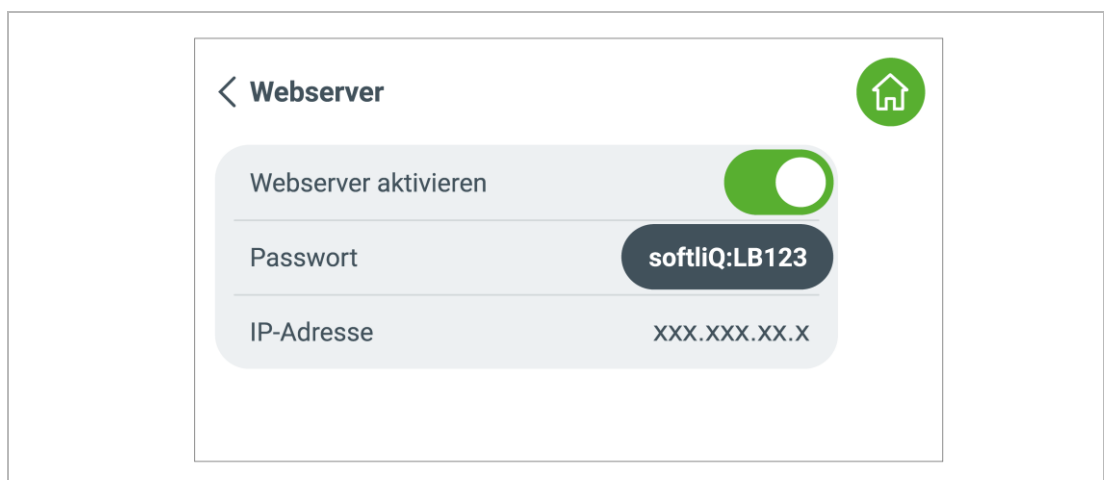 Webserver
Webserver aktivieren
Passwort softliQ:LB123
IP-Adresse xxx.xxx.xx.x